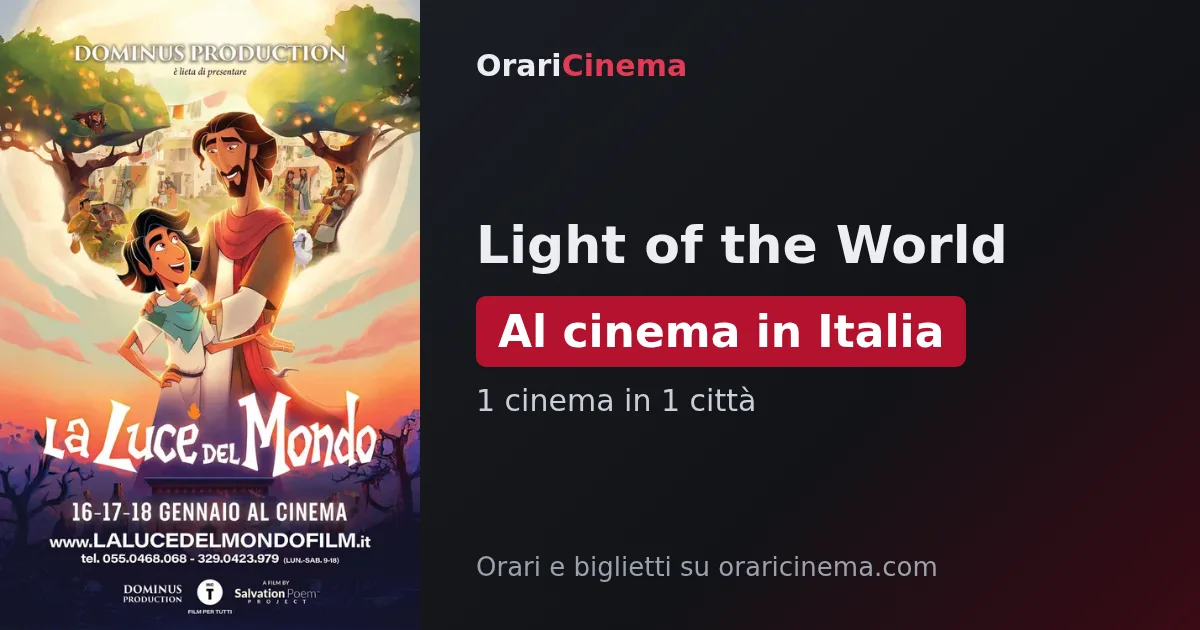 DOMINUS PRODUCTION
è lieta di presentare
La Luce DEL Mondo
16-17-18 GENNAIO AL CINEMA
www.LALUCEDELMONDOFILM.it
tel. 055.0468.068 - 329.0423.979 (LUN.-SAB. 9-18)
DOMINUS
PRODUCTION
FILM PER TUTTI
A FILM BY
Salvation Poem
PROJECT
OrariCinema
Light of the World
Al cinema in Italia
1 cinema in 1 città
Orari e biglietti su oraricinema.com